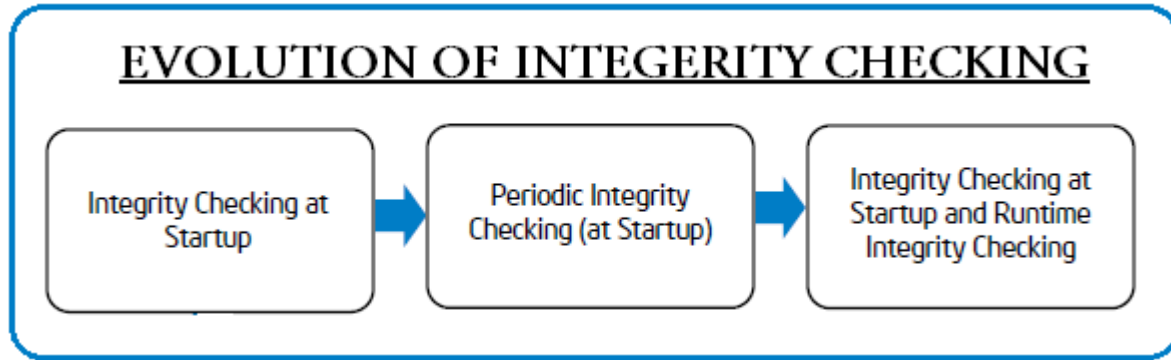 EVOLUTION OF INTEGERITY CHECKING
Integrity Checking at
Startup
Periodic Integrity
Checking (at Startup)
Integrity Checking at
Startup and Runtime
Integrity Checking